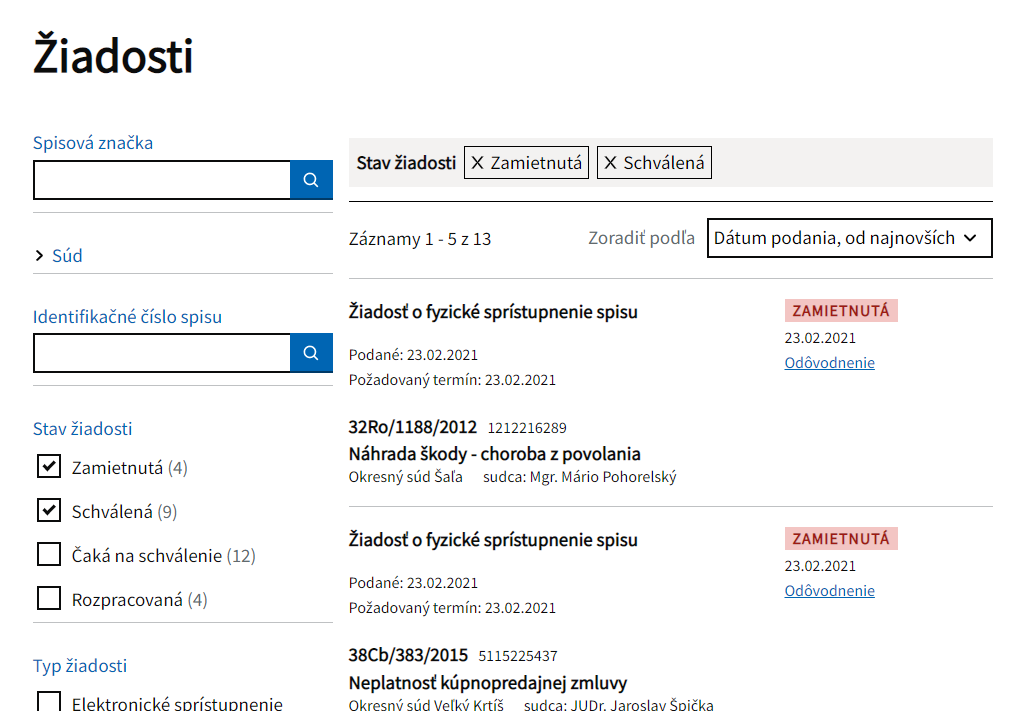 Žiadosti
Spisová značka
Súd
Identifikačné číslo spisu
Stav žiadosti
Zamietnutá (4)
Schválená (9)
Čaká na schválenie (12)
Rozpracovaná (4)
Typ žiadosti
Elektronické sprístupnenie
Stav žiadosti Zamietnutá Schválená
Záznamy 1 - 5 z 13 Zoradiť podľa Dátum podania, od najnovších
Žiadosť o fyzické sprístupnenie spisu ZAMIETNUTÁ
23.02.2021
Podané: 23.02.2021 Odôvodnenie
Požadovaný termín: 23.02.2021
32Ro/1188/2012 1212216289
Náhrada škody - choroba z povolania
Okresný súd Šaľa sudca: Mgr. Mário Pohorelský
Žiadosť o fyzické sprístupnenie spisu ZAMIETNUTÁ
23.02.2021
Podané: 23.02.2021 Odôvodnenie
Požadovaný termín: 23.02.2021
38Cb/383/2015 5115225437
Neplatnosť kúpnopredajnej zmluvy
Okresný súd Veľký Krtíš sudca: JUDr. Jaroslav Špička